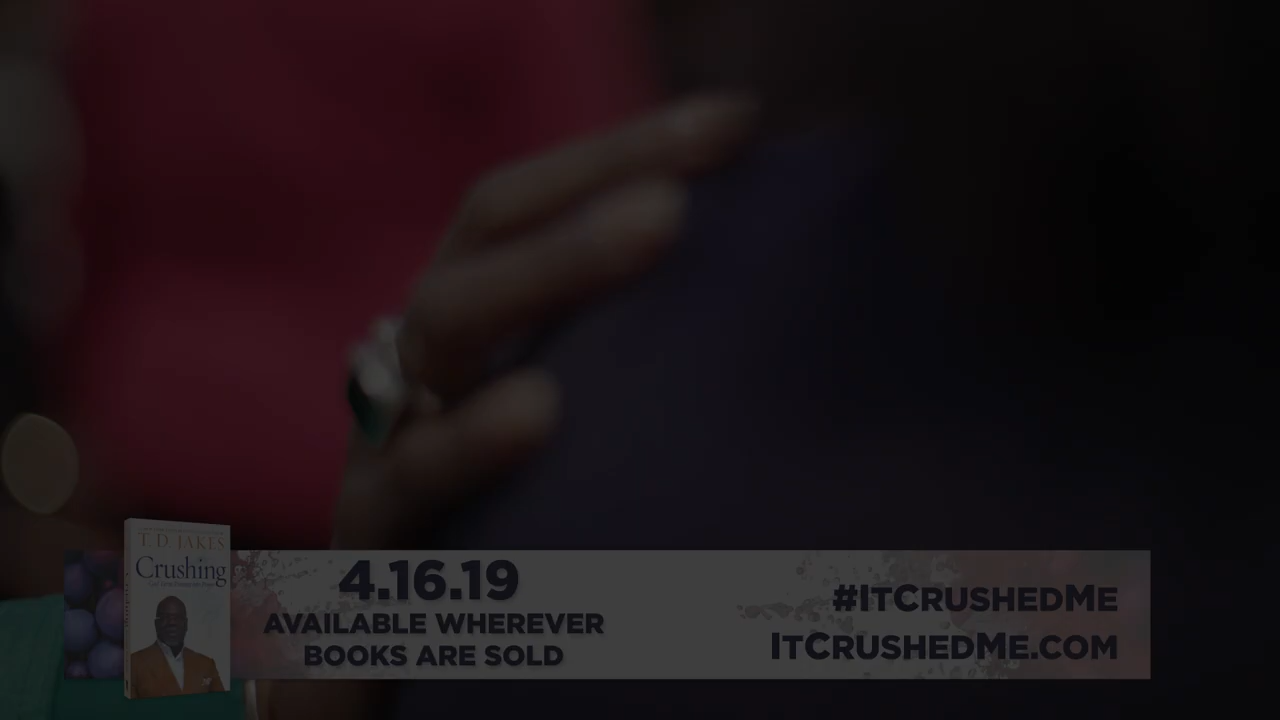 T. D. JAKES
Crushing
4.16.19
AVAILABLE WHEREVER
BOOKS ARE SOLD
#ITCRUSHEDME
ITCRUSHEDME.COM